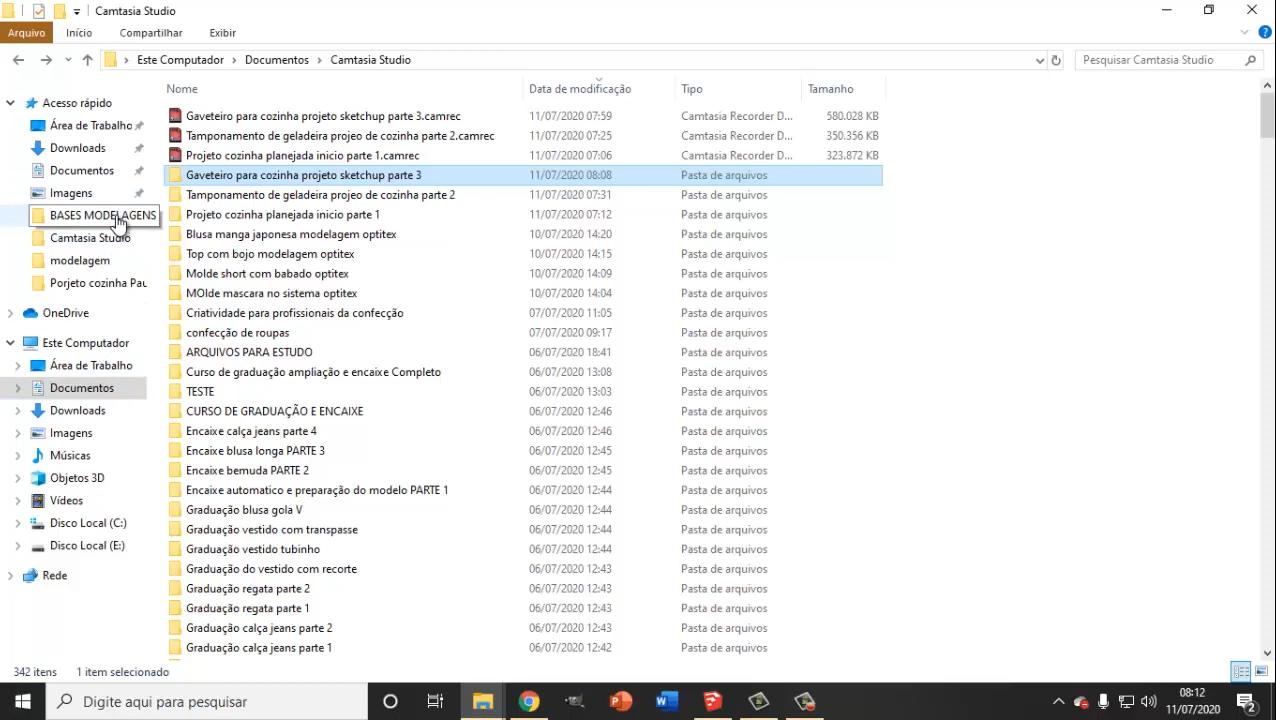 Camtasia Studio
Arquivo Início Compartilhar Exibir
Este Computador Documentos Camtasia Studio Pesquisar Camtasia Studio
Nome Data de modificação Tipo Tamanho
Acesso rápido
Área de Trabalho
Downloads
Documentos
Imagens
BASES MODELAGENS
Camtasia Studio
modelagem
Porjeto cozinha Pau
OneDrive
Este Computador
Área de Trabalho
Documentos
Downloads
Imagens
Músicas
Objetos 3D
Vídeos
Disco Local (C:)
Disco Local (E:)
Rede
Gaveteiro para cozinha projeto sketchup parte 3.camrec 11/07/2020 07:59 Camtasia Recorder D... 580.028 KB
Tamponamento de geladeira projeo de cozinha parte 2.camrec 11/07/2020 07:25 Camtasia Recorder D... 350.356 KB
Projeto cozinha planejada inicio parte 1.camrec 11/07/2020 07:06 Camtasia Recorder D... 323.872 KB
Gaveteiro para cozinha projeto sketchup parte 3 11/07/2020 08:08 Pasta de arquivos
Tamponamento de geladeira projeo de cozinha parte 2 11/07/2020 07:31 Pasta de arquivos
Projeto cozinha planejada inicio parte 1 11/07/2020 07:12 Pasta de arquivos
Blusa manga japonesa modelagem optitex 10/07/2020 14:20 Pasta de arquivos
Top com bojo modelagem optitex 10/07/2020 14:15 Pasta de arquivos
Molde short com babado optitex 10/07/2020 14:09 Pasta de arquivos
MOlde mascara no sistema optitex 10/07/2020 14:04 Pasta de arquivos
Criatividade para profissionais da confecção 07/07/2020 11:05 Pasta de arquivos
confecção de roupas 07/07/2020 09:17 Pasta de arquivos
ARQUIVOS PARA ESTUDO 06/07/2020 18:41 Pasta de arquivos
Curso de graduação ampliação e encaixe Completo 06/07/2020 13:08 Pasta de arquivos
TESTE 06/07/2020 13:03 Pasta de arquivos
CURSO DE GRADUAÇÃO E ENCAIXE 06/07/2020 12:46 Pasta de arquivos
Encaixe calça jeans parte 4 06/07/2020 12:46 Pasta de arquivos
Encaixe blusa longa PARTE 3 06/07/2020 12:45 Pasta de arquivos
Encaixe bemuda PARTE 2 06/07/2020 12:45 Pasta de arquivos
Encaixe automatico e preparação do modelo PARTE 1 06/07/2020 12:44 Pasta de arquivos
Graduação blusa gola V 06/07/2020 12:44 Pasta de arquivos
Graduação vestido com transpasse 06/07/2020 12:44 Pasta de arquivos
Graduação vestido tubinho 06/07/2020 12:44 Pasta de arquivos
Graduação do vestido com recorte 06/07/2020 12:43 Pasta de arquivos
Graduação regata parte 2 06/07/2020 12:43 Pasta de arquivos
Graduação regata parte 1 06/07/2020 12:43 Pasta de arquivos
Graduação calça jeans parte 2 06/07/2020 12:43 Pasta de arquivos
Graduação calça jeans parte 1 06/07/2020 12:42 Pasta de arquivos
342 itens 1 item selecionado
Digite aqui para pesquisar
08:12
11/07/2020
2